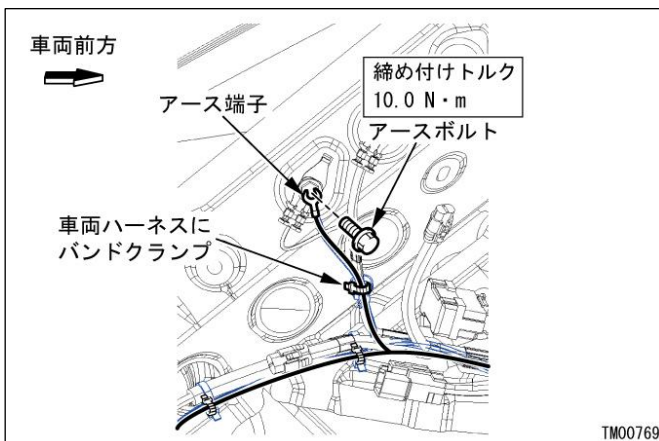 車両前方
締め付けトルク
10.0 N・m
アース端子
アースボルト
車両ハーネスに
バンドクランプ
TM00769